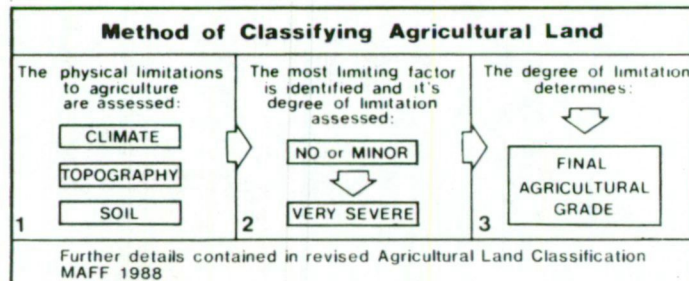 Method of Classifying Agricultural Land
The physical limitations
to agriculture
are assessed:
CLIMATE
TOPOGRAPHY
SOIL
1
The most limiting factor
is identified and it's
degree of limitation
assessed:
NO or MINOR
VERY SEVERE
2
The degree of limitation
determines:
FINAL
AGRICULTURAL
GRADE
3
Further details contained in revised Agricultural Land Classification
MAFF 1988